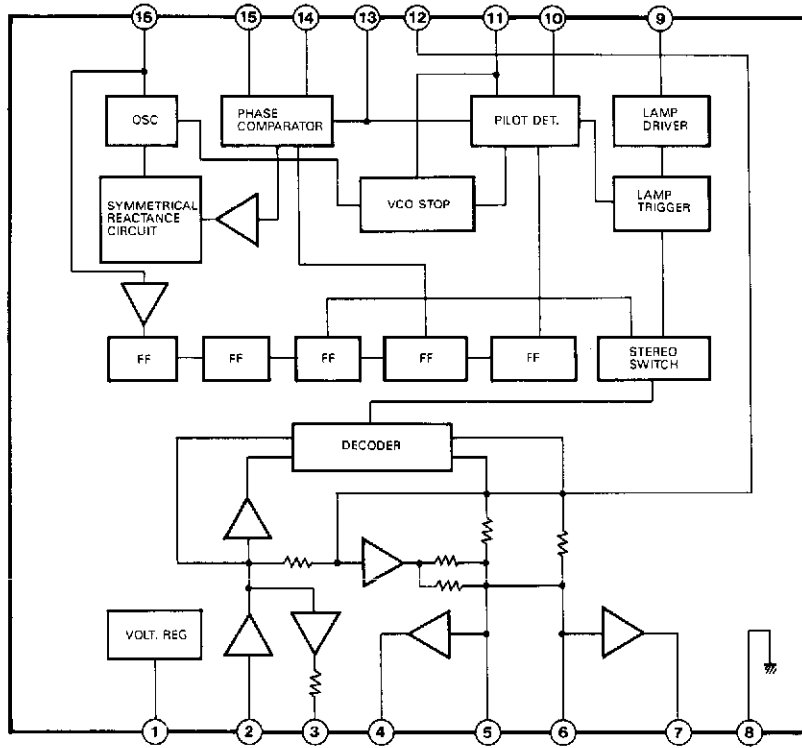 16 15 14 13 12 11 10 9
OSC
PHASE
COMPARATOR
PILOT DET.
LAMP
DRIVER
SYMMETRICAL
REACTANCE
CIRCUIT
VCO STOP
LAMP
TRIGGER
FF FF FF FF FF
STEREO
SWITCH
DECODER
VOLT. REG
1 2 3 4 5 6 7 8